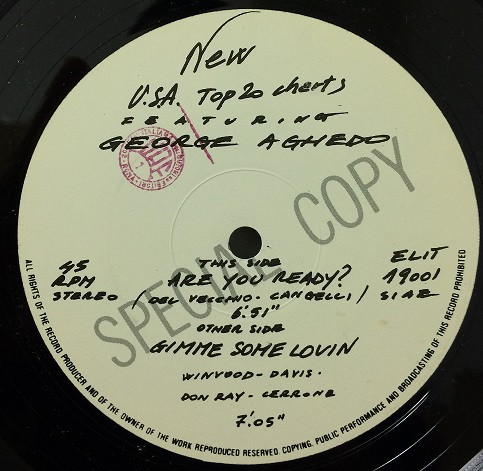 New
U.S.A. Top 20 charts
FEATURING
GEORGE AGHEDO
SPECIAL COPY
45
RPM
STEREO
THIS SIDE
ARE YOU READY?
(DEL VECCHIO - CANGELLI)
6'.51"
OTHER SIDE
GIMME SOME LOVIN
WINVOOD - DAVIS.
DON RAY - CERRONE
7'.05"
ELIT
19001
SIAE
ALL RIGHTS OF THE RECORD PRODUCER AND OF THE OWNER OF THE WORK REPRODUCED RESERVED. COPYING, PUBLIC PERFORMANCE AND BROADCASTING OF THIS RECORD PROHIBITED